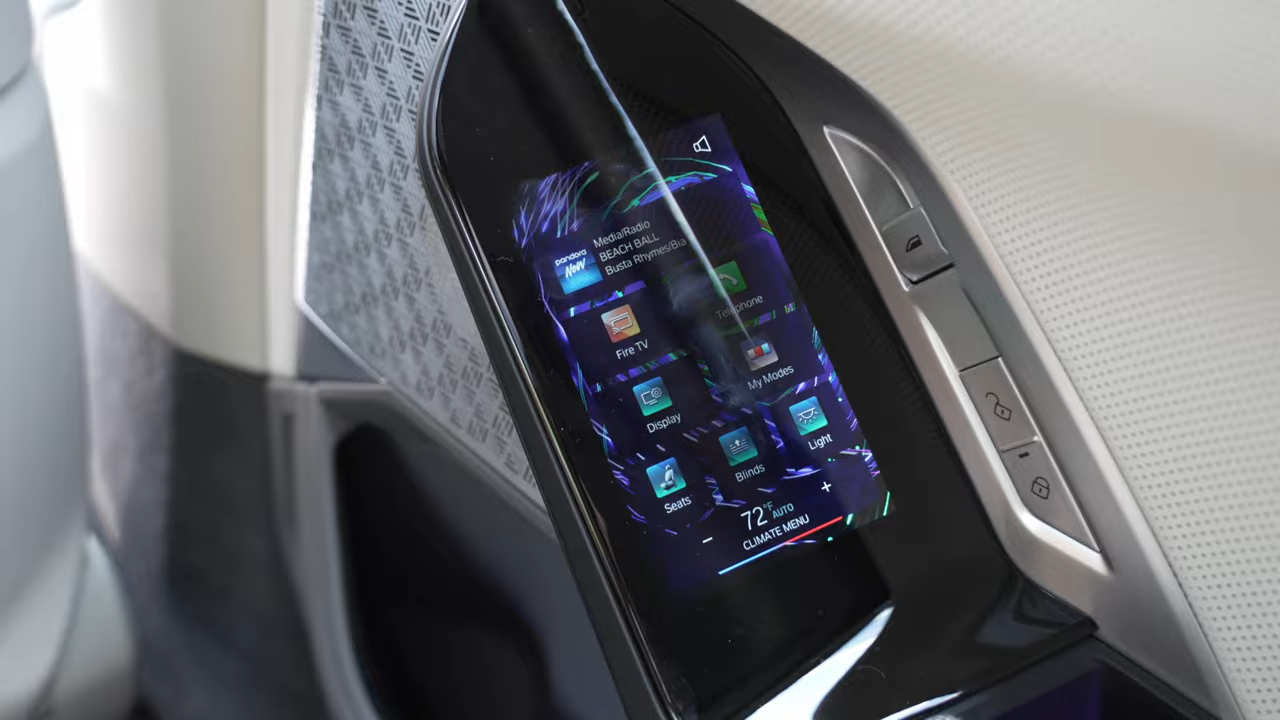 Media/Radio
BEACH BALL
Busta Rhymes/Bia
pandora
NOW
Telephone
Fire TV
My Modes
Display
Light
Blinds
Seats
+
72°F AUTO
–
CLIMATE MENU